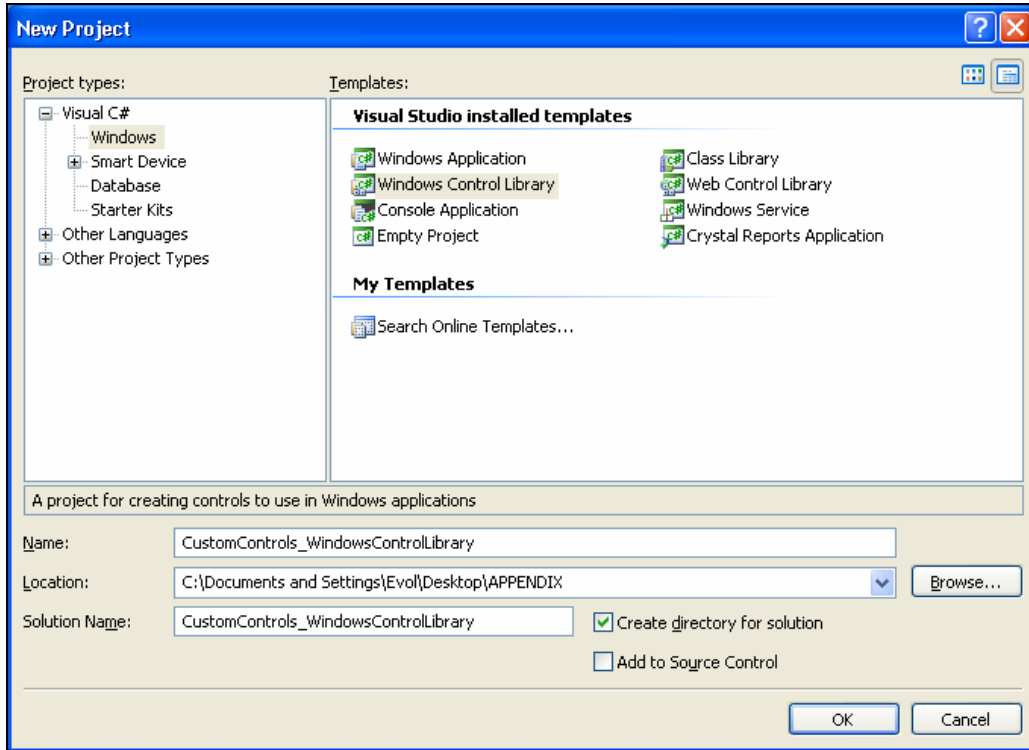 New Project
Project types:
Templates:
Visual C#
Windows
Smart Device
Database
Starter Kits
Other Languages
Other Project Types
Visual Studio installed templates
Windows Application
Class Library
Windows Control Library
Web Control Library
Console Application
Windows Service
Empty Project
Crystal Reports Application
My Templates
Search Online Templates...
A project for creating controls to use in Windows applications
Name:
CustomControls_WindowsControlLibrary
Location:
C:\Documents and Settings\Evol\Desktop\APPENDIX
Browse...
Solution Name:
CustomControls_WindowsControlLibrary
Create directory for solution
Add to Source Control
OK
Cancel